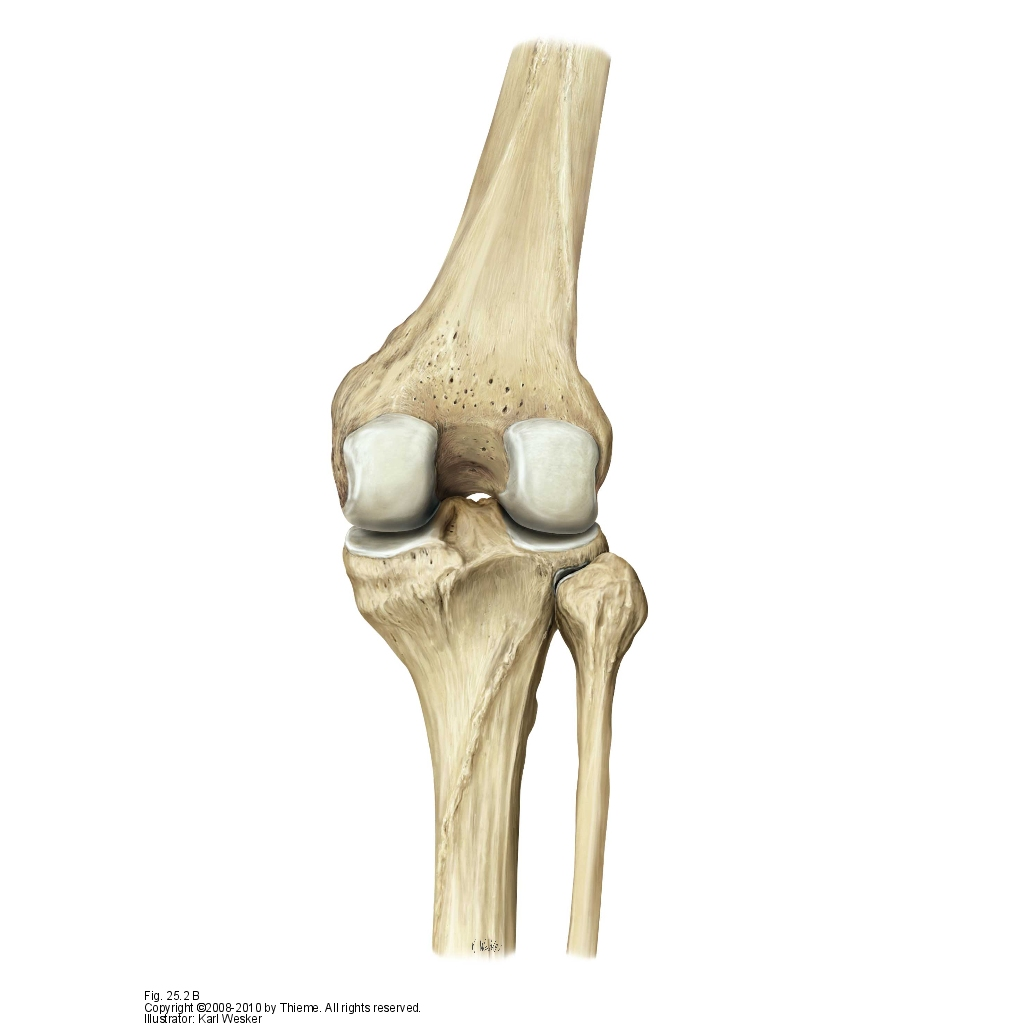 Fig. 25.2 B
Copyright ©2008-2010 by Thieme. All rights reserved.
Illustrator: Karl Wesker